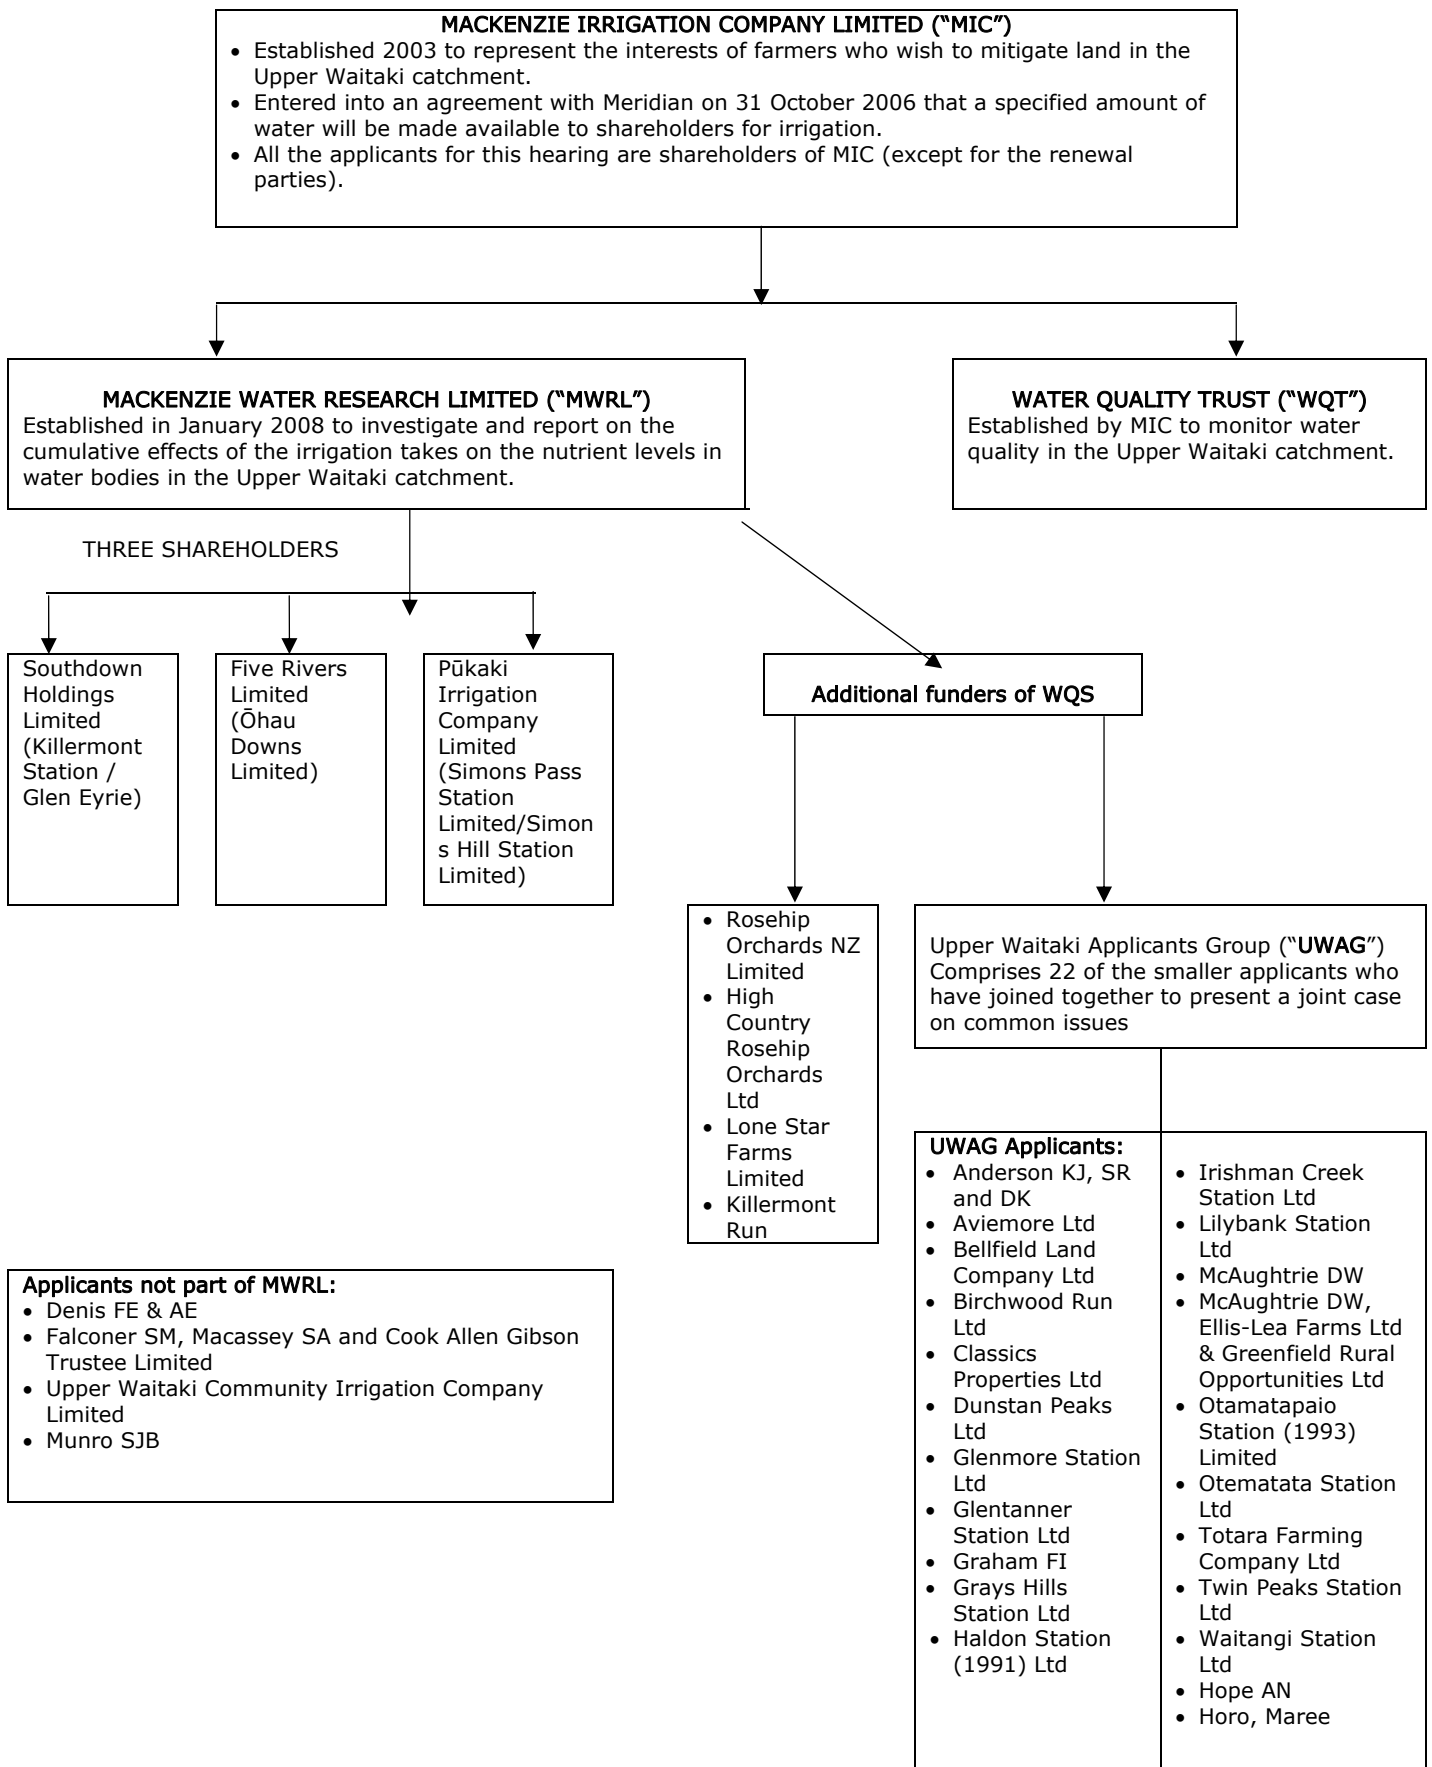 MACKENZIE IRRIGATION COMPANY LIMITED (“MIC”)
• Established 2003 to represent the interests of farmers who wish to mitigate land in the
Upper Waitaki catchment.
• Entered into an agreement with Meridian on 31 October 2006 that a specified amount of
water will be made available to shareholders for irrigation.
• All the applicants for this hearing are shareholders of MIC (except for the renewal
parties).
MACKENZIE WATER RESEARCH LIMITED (“MWRL”)
Established in January 2008 to investigate and report on the
cumulative effects of the irrigation takes on the nutrient levels in
water bodies in the Upper Waitaki catchment.
WATER QUALITY TRUST (“WQT”)
Established by MIC to monitor water
quality in the Upper Waitaki catchment.
THREE SHAREHOLDERS
Southdown
Holdings
Limited
(Killermont
Station /
Glen Eyrie)
Five Rivers
Limited
(Ōhau
Downs
Limited)
Pūkaki
Irrigation
Company
Limited
(Simons Pass
Station
Limited/Simon
s Hill Station
Limited)
Additional funders of WQS
• Rosehip
Orchards NZ
Limited
• High
Country
Rosehip
Orchards
Ltd
• Lone Star
Farms
Limited
• Killermont
Run
Upper Waitaki Applicants Group (“UWAG”)
Comprises 22 of the smaller applicants who
have joined together to present a joint case
on common issues
UWAG Applicants:
• Anderson KJ, SR
and DK
• Aviemore Ltd
• Bellfield Land
Company Ltd
• Birchwood Run
Ltd
• Classics
Properties Ltd
• Dunstan Peaks
Ltd
• Glenmore Station
Ltd
• Glentanner
Station Ltd
• Graham FI
• Grays Hills
Station Ltd
• Haldon Station
(1991) Ltd
• Irishman Creek
Station Ltd
• Lilybank Station
Ltd
• McAughtrie DW
• McAughtrie DW,
Ellis-Lea Farms Ltd
& Greenfield Rural
Opportunities Ltd
• Otamatapaio
Station (1993)
Limited
• Otematata Station
Ltd
• Totara Farming
Company Ltd
• Twin Peaks Station
Ltd
• Waitangi Station
Ltd
• Hope AN
• Horo, Maree
Applicants not part of MWRL:
• Denis FE & AE
• Falconer SM, Macassey SA and Cook Allen Gibson
Trustee Limited
• Upper Waitaki Community Irrigation Company
Limited
• Munro SJB